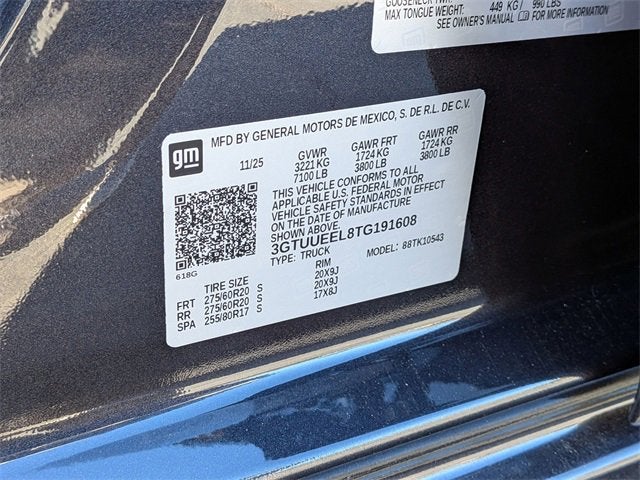 GOOSENECK TWR
MAX TONGUE WEIGHT: 449 KG / 990 LBS
SEE OWNER'S MANUAL FOR MORE INFORMATION
gm
MFD BY GENERAL MOTORS DE MEXICO, S. DE R.L. DE C.V.
11/25 GVWR GAWR FRT GAWR RR
3221 KG 1724 KG 1724 KG
7100 LB 3800 LB 3800 LB
THIS VEHICLE CONFORMS TO ALL
APPLICABLE U.S. FEDERAL MOTOR
VEHICLE SAFETY STANDARDS IN EFFECT
ON THE DATE OF MANUFACTURE
3GTUUEEL8TG191608
TYPE: TRUCK MODEL: 88TK10543
618G
TIRE SIZE RIM
FRT 275/60R20 S 20X9J
RR 275/60R20 S 20X9J
SPA 255/80R17 S 17X8J